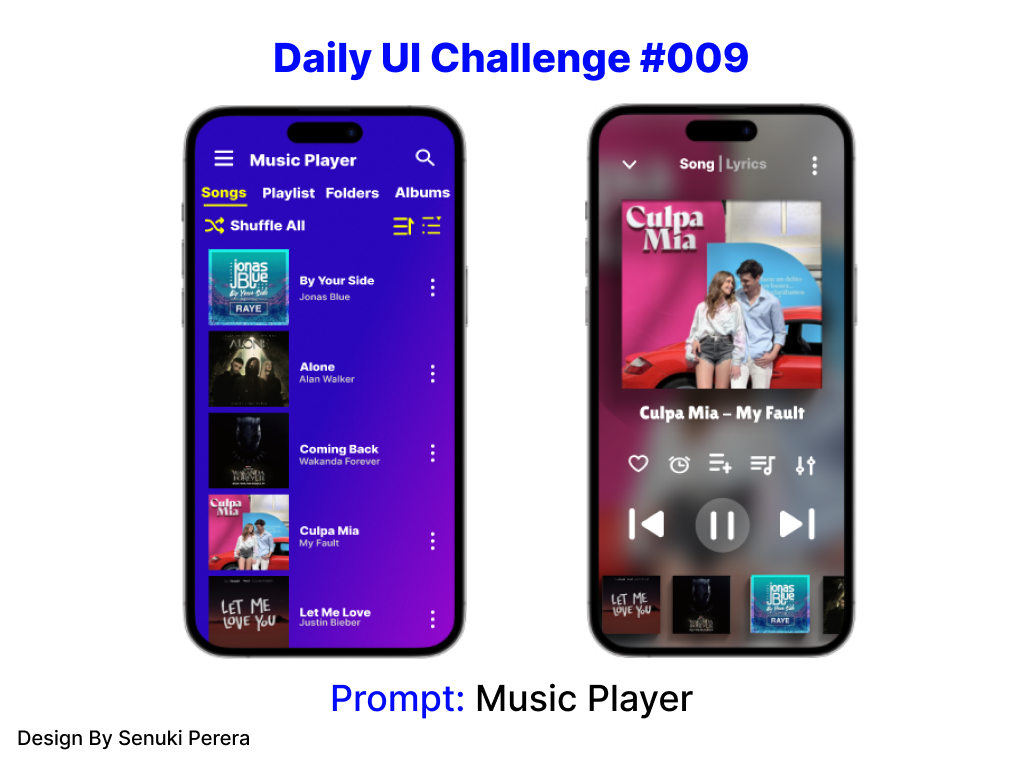 Daily UI Challenge #009
Music Player
Songs Playlist Folders Albums
Shuffle All
jonas
BLUE
By Your Side
RAYE
By Your Side
Jonas Blue
ALONE
Alone
Alan Walker
WAKANDA
FOREVER
Coming Back
Wakanda Forever
Culpa
Mia
Culpa Mia
My Fault
LET ME
LOVE YOU
Let Me Love
Justin Bieber
Song | Lyrics
Culpa
Mia
Culpa Mia – My Fault
LET ME
LOVE YOU
jonas
BLUE
By Your Side
RAYE
Prompt: Music Player
Design By Senuki Perera